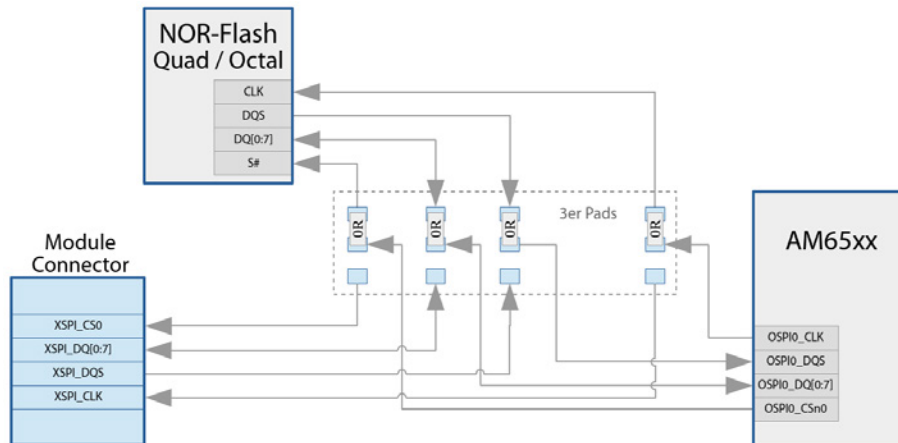 NOR-Flash
Quad / Octal
CLK
DQS
DQ[0:7]
S#
3er Pads
0R
0R
0R
0R
AM65xx
OSPI0_CLK
OSPI0_DQS
OSPI0_DQ[0:7]
OSPI0_CSn0
Module
Connector
XSPI_CS0
XSPI_DQ[0:7]
XSPI_DQS
XSPI_CLK